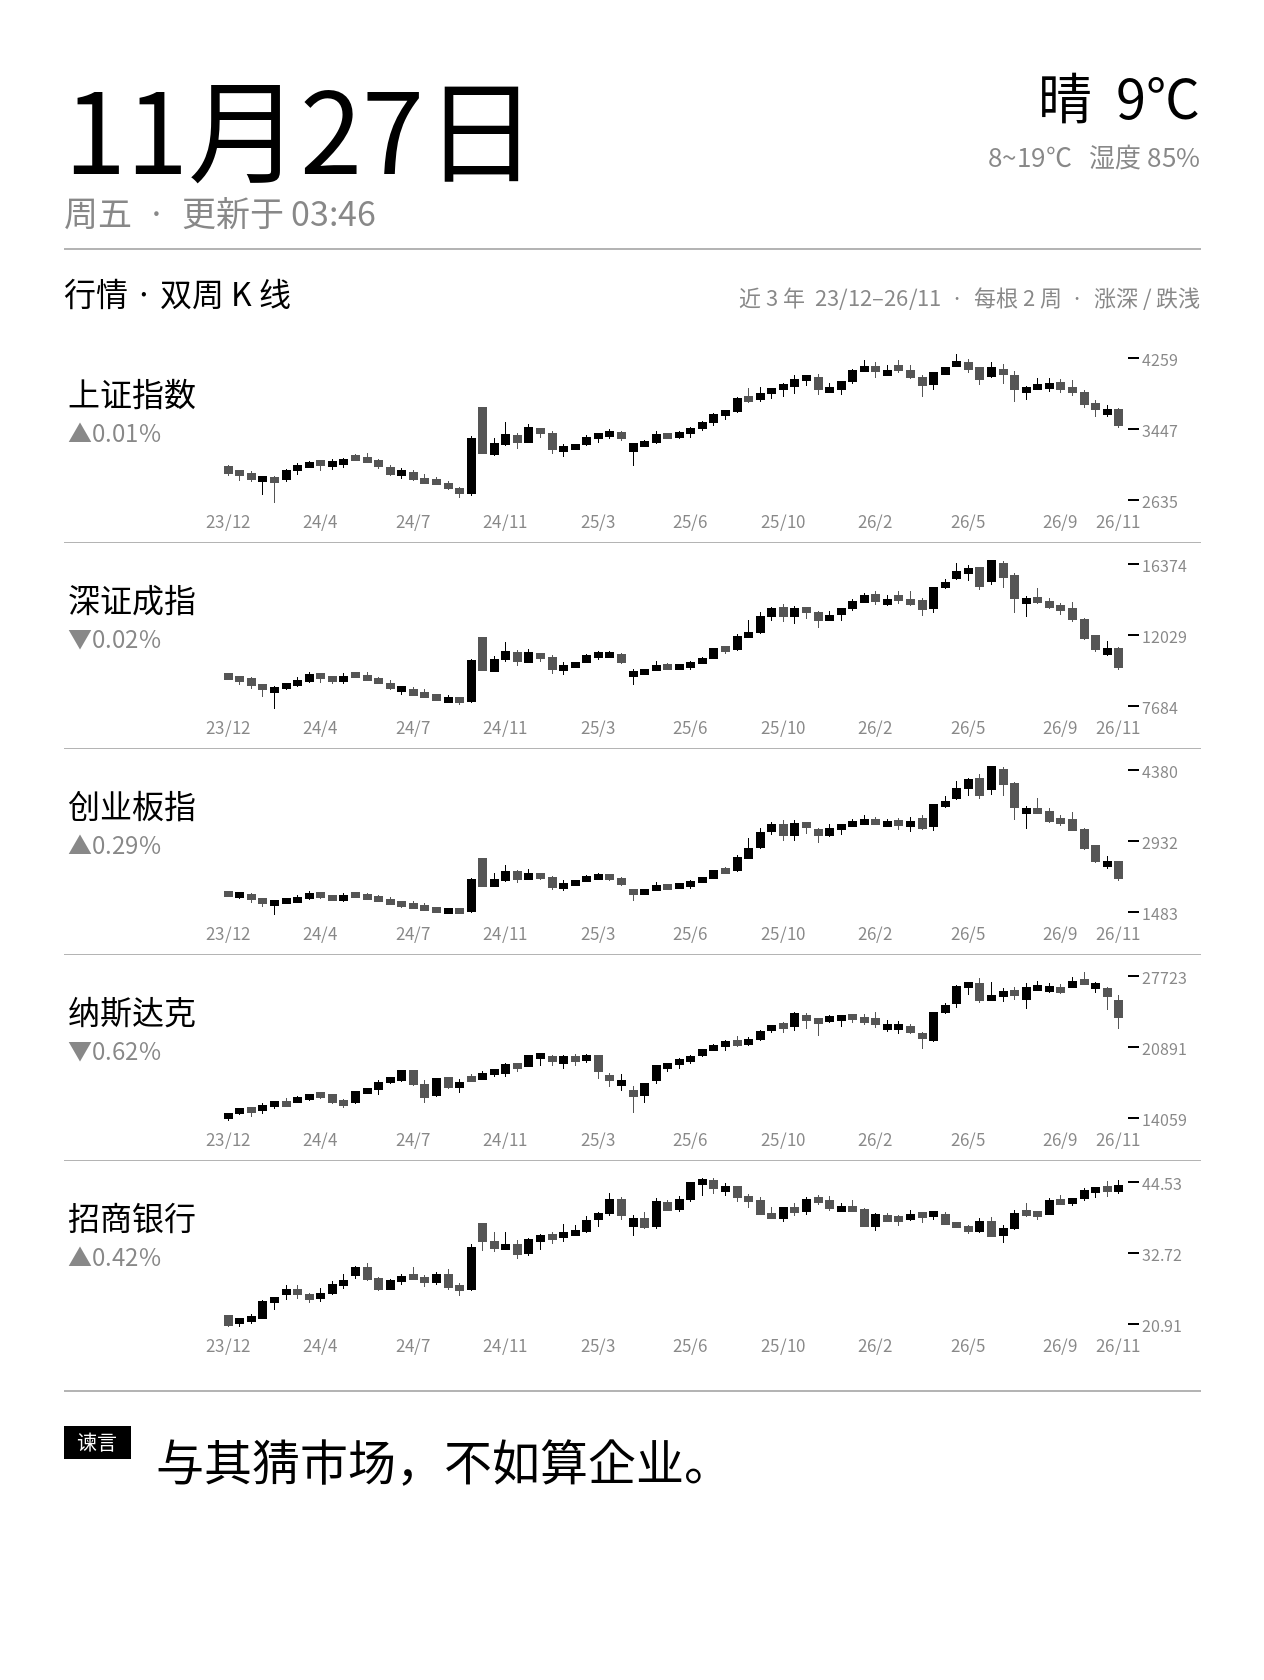 11月27日
晴 9℃
8~19℃ 湿度 85%
周五 · 更新于 03:46
行情 · 双周 K 线
近 3 年 23/12–26/11 · 每根 2 周 · 涨深 / 跌浅
上证指数
▲0.01%
4259
3447
2635
23/12 24/4 24/7 24/11 25/3 25/6 25/10 26/2 26/5 26/9 26/11
深证成指
▼0.02%
16374
12029
7684
23/12 24/4 24/7 24/11 25/3 25/6 25/10 26/2 26/5 26/9 26/11
创业板指
▲0.29%
4380
2932
1483
23/12 24/4 24/7 24/11 25/3 25/6 25/10 26/2 26/5 26/9 26/11
纳斯达克
▼0.62%
27723
20891
14059
23/12 24/4 24/7 24/11 25/3 25/6 25/10 26/2 26/5 26/9 26/11
招商银行
▲0.42%
44.53
32.72
20.91
23/12 24/4 24/7 24/11 25/3 25/6 25/10 26/2 26/5 26/9 26/11
谏言
与其猜市场，不如算企业。